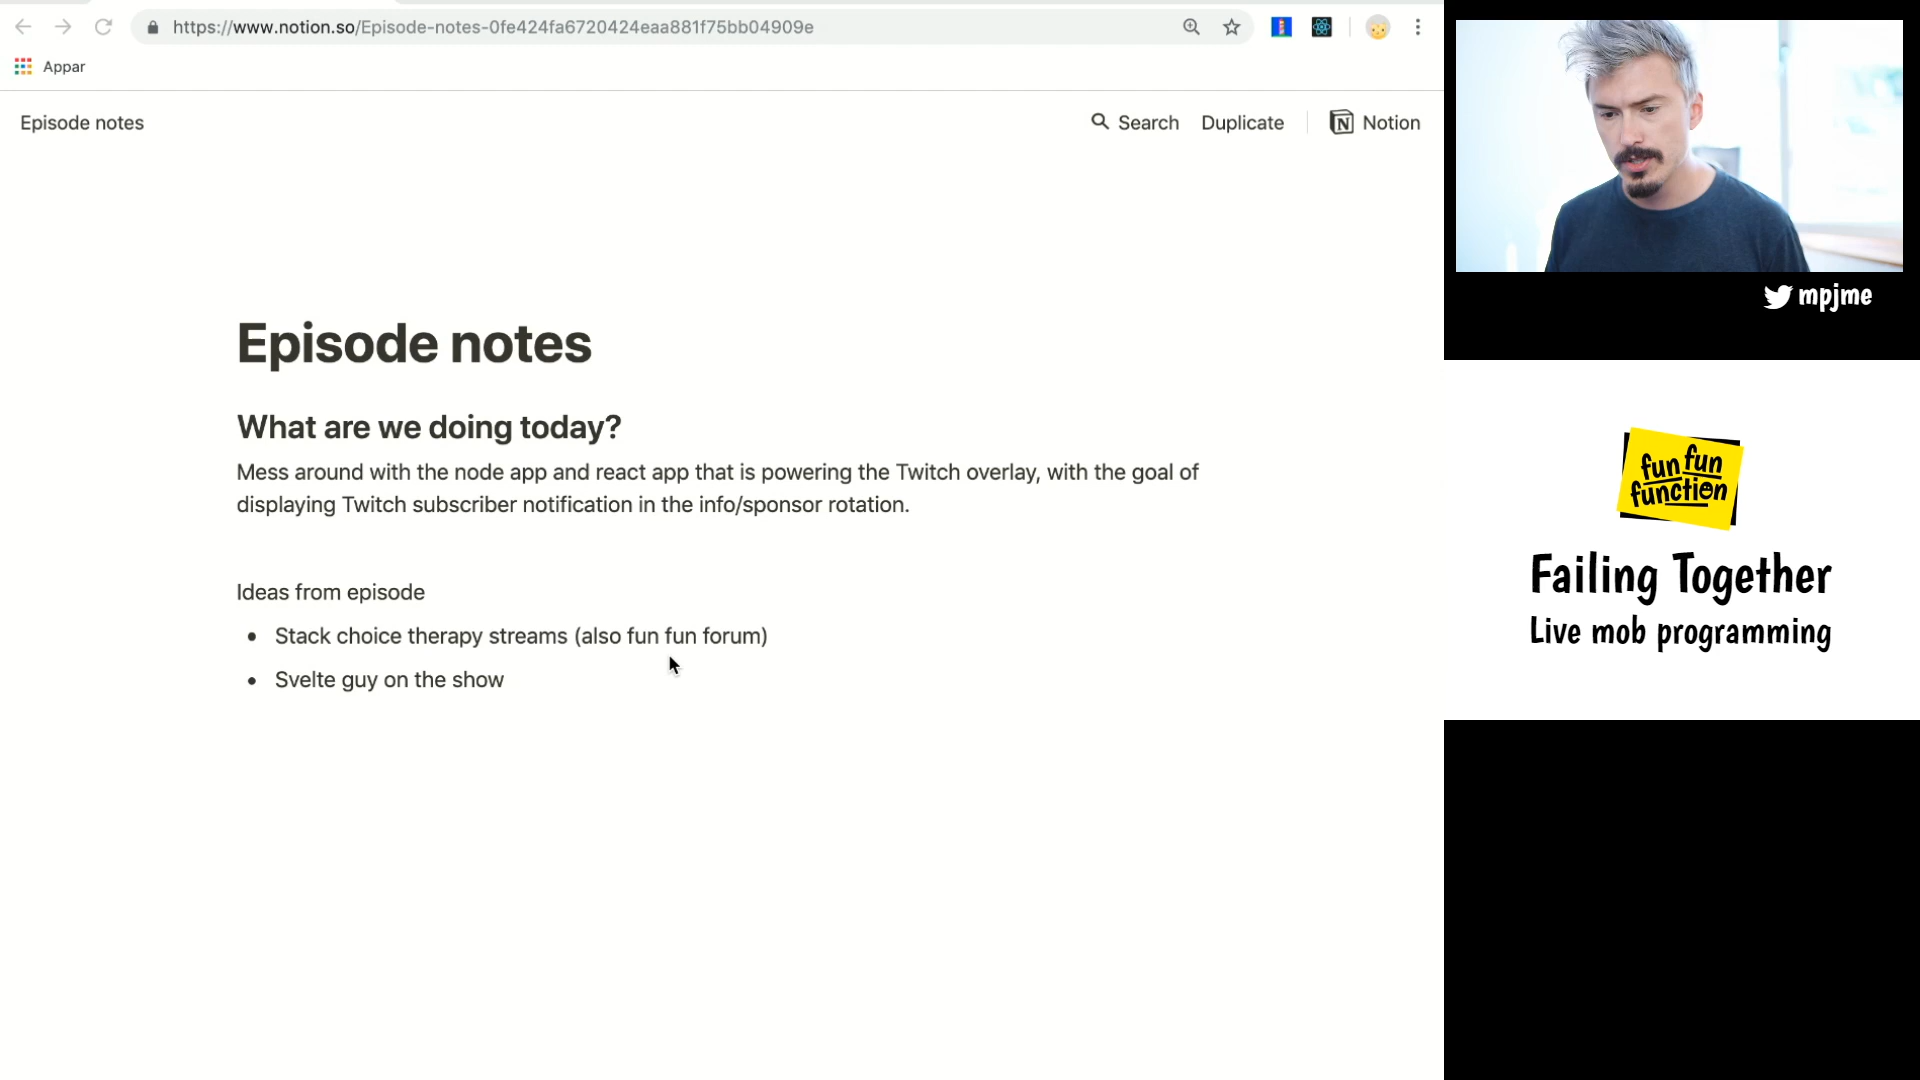 https://www.notion.so/Episode-notes-0fe424fa6720424eaa881f75bb04909e
Appar
Episode notes
Search
Duplicate
Notion
Episode notes
What are we doing today?
Mess around with the node app and react app that is powering the Twitch overlay, with the goal of
displaying Twitch subscriber notification in the info/sponsor rotation.
Ideas from episode
Stack choice therapy streams (also fun fun forum)
Svelte guy on the show
mpjme
fun fun
function
Failing Together
Live mob programming